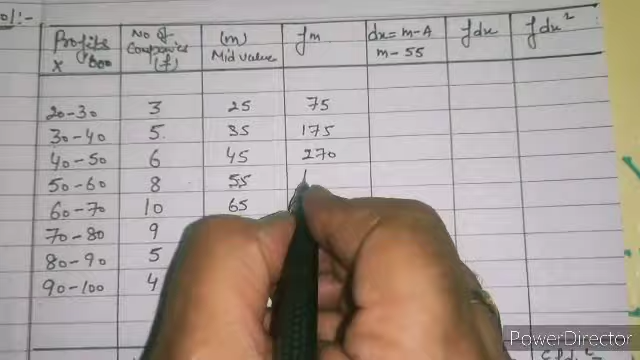 Profits No of (m) fm dx = m-A fdx fdx²
X Companies Mid value m-55
(f)
20-30 3 25 75
30-40 5 35 175
40-50 6 45 270
50-60 8 55
60-70 10 65
70-80 9
80-90 5
90-100 4
PowerDirector